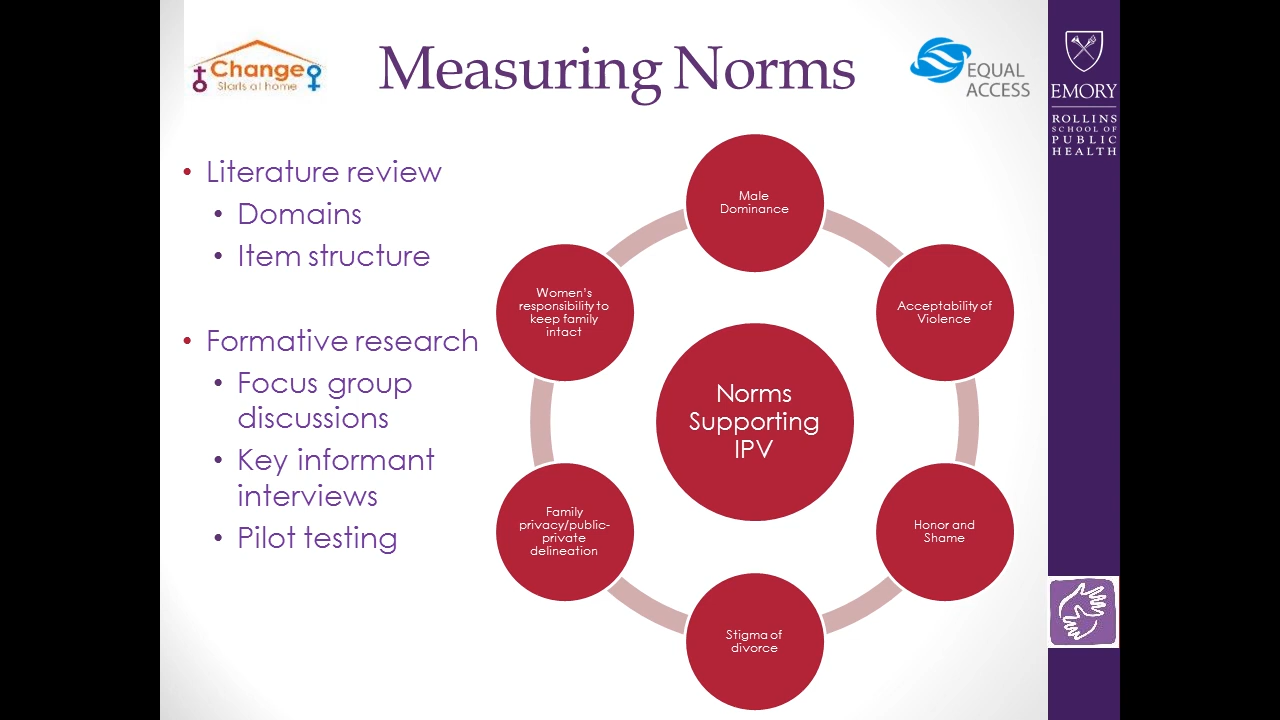 Change
Starts at home
Measuring Norms
EQUAL
ACCESS
EMORY
ROLLINS
SCHOOL OF
PUBLIC
HEALTH
• Literature review
• Domains
• Item structure
• Formative research
• Focus group
discussions
• Key informant
interviews
• Pilot testing
Male
Dominance
Acceptability of
Violence
Honor and
Shame
Stigma of
divorce
Family
privacy/public-
private
delineation
Women's
responsibility to
keep family
intact
Norms
Supporting
IPV